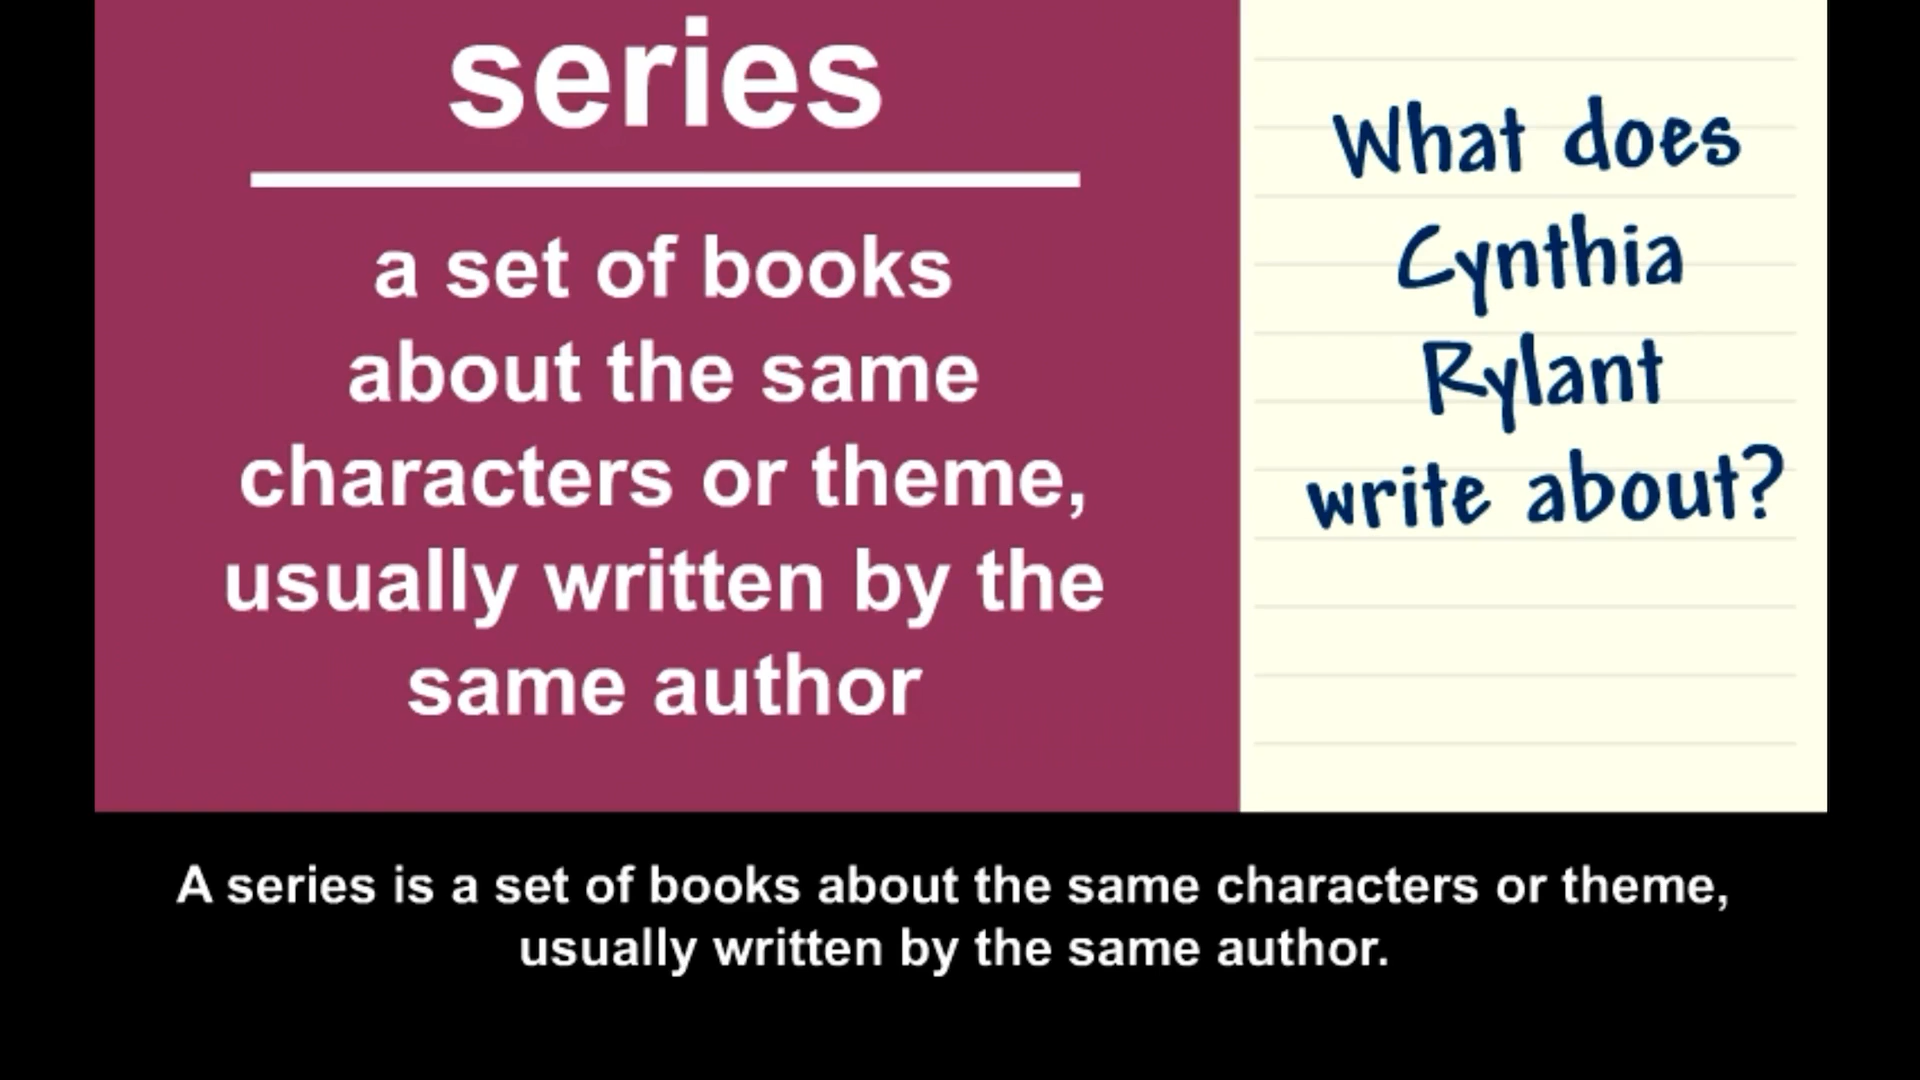 series
a set of books
about the same
characters or theme,
usually written by the
same author
What does
Cynthia
Rylant
write about?
A series is a set of books about the same characters or theme,
usually written by the same author.